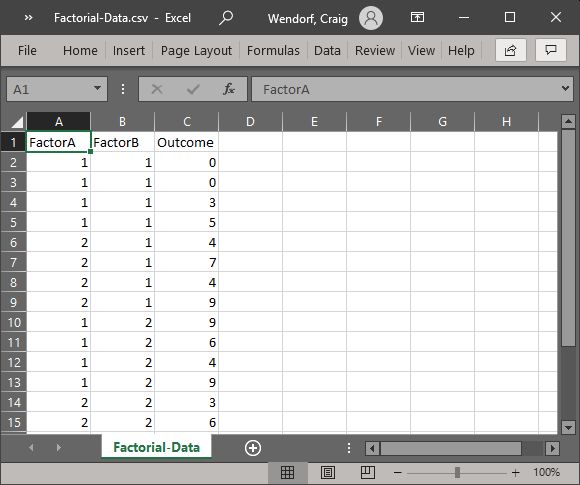 » Factorial-Data.csv - Excel Wendorf, Craig
File Home Insert Page Layout Formulas Data Review View Help
A1 fx FactorA
A B C D E F G H
1 FactorA FactorB Outcome
2 1 1 0
3 1 1 0
4 1 1 3
5 1 1 5
6 2 1 4
7 2 1 7
8 2 1 4
9 2 1 9
10 1 2 9
11 1 2 6
12 1 2 4
13 1 2 9
14 2 2 3
15 2 2 6
Factorial-Data
100%